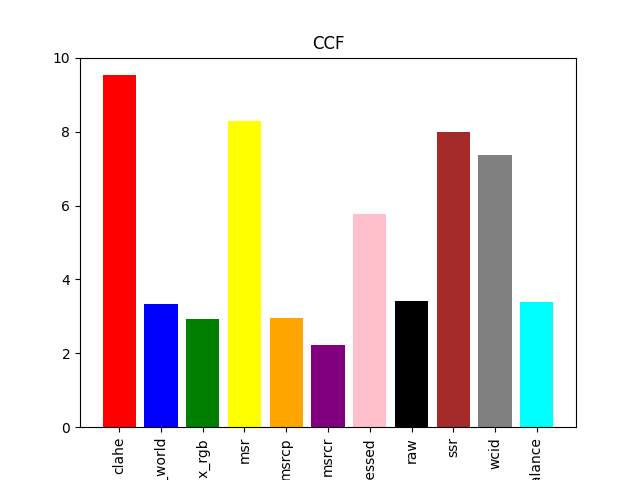 CCF
10
8
6
4
2
0
clahe
_world
x_rgb
msr
msrcp
msrcr
essed
raw
ssr
wcid
alance